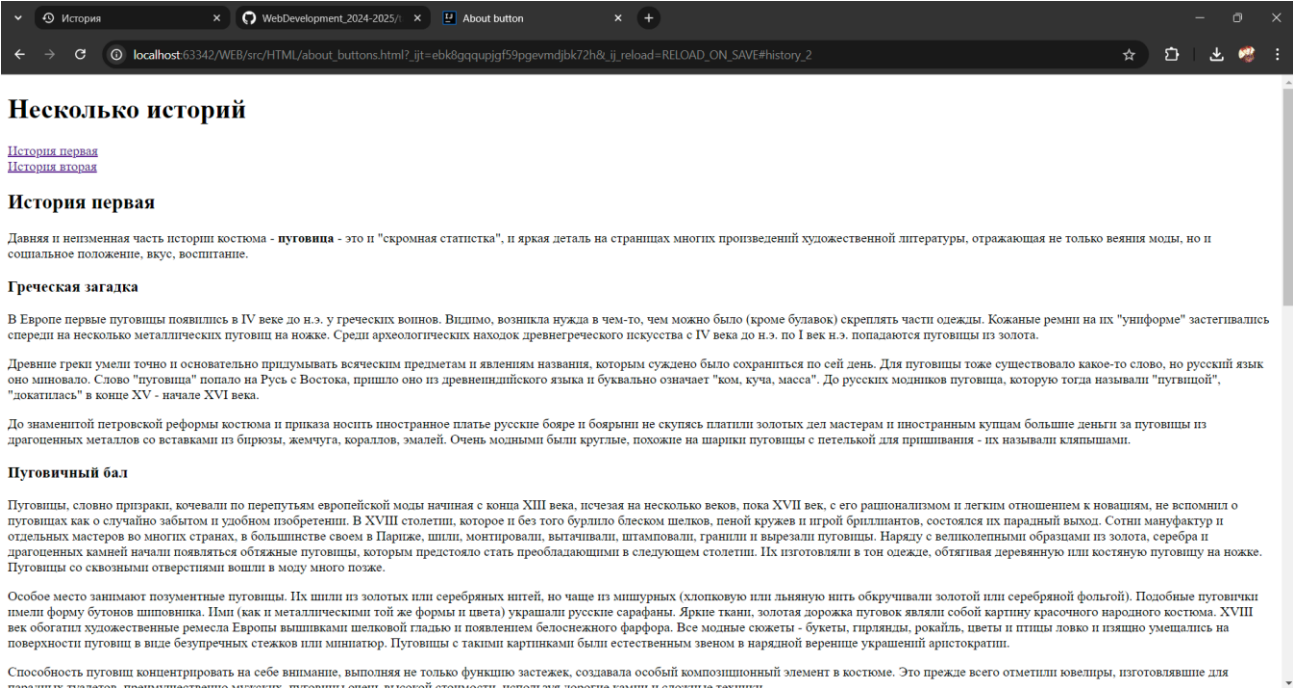 История
WebDevelopment_2024-2025/
About button
localhost:63342/WEB/src/HTML/about_buttons.html?_ijt=ebk8gqqupjgf59pgevmdjbk72h&_ij_reload=RELOAD_ON_SAVE#history_2
Несколько историй
История первая
История вторая
История первая
Давняя и неизменная часть истории костюма - пуговица - это и "скромная статистка", и яркая деталь на страницах многих произведений художественной литературы, отражающая не только веяния моды, но и
социальное положение, вкус, воспитание.
Греческая загадка
В Европе первые пуговицы появились в IV веке до н.э. у греческих воинов. Видимо, возникла нужда в чем-то, чем можно было (кроме булавок) скреплять части одежды. Кожаные ремни на их "униформе" застегивались
спереди на несколько металлических пуговиц на ножке. Среди археологических находок древнегреческого искусства с IV века до н.э. по I век н.э. попадаются пуговицы из золота.
Древние греки умели точно и основательно придумывать всяческим предметам и явлениям названия, которым суждено было сохраниться по сей день. Для пуговицы тоже существовало какое-то слово, но русский язык
оно миновало. Слово "пуговица" попало на Русь с Востока, пришло оно из древнеиндийского языка и буквально означает "ком, куча, масса". До русских модников пуговица, которую тогда называли "пугвицой",
"докатилась" в конце XV - начале XVI века.
До знаменитой петровской реформы костюма и приказа носить иностранное платье русские бояре и боярыни не скупясь платили золотых дел мастерам и иностранным купцам большие деньги за пуговицы из
драгоценных металлов со вставками из бирюзы, жемчуга, кораллов, эмалей. Очень модными были круглые, похожие на шарики пуговицы с петелькой для пришивания - их называли кляпышами.
Пуговичный бал
Пуговицы, словно призраки, кочевали по перепутьям европейской моды начиная с конца XIII века, исчезая на несколько веков, пока XVII век, с его рационализмом и легким отношением к новациям, не вспомнил о
пуговицах как о случайно забытом и удобном изобретении. В XVIII столетии, которое и без того бурлило блеском шелков, пеной кружев и игрой бриллиантов, состоялся их парадный выход. Сотни мануфактур и
отдельных мастеров во многих странах, в большинстве своем в Париже, шили, монтировали, вытачивали, штамповали, гранили и вырезали пуговицы. Наряду с великолепными образцами из золота, серебра и
драгоценных камней начали появляться обтяжные пуговицы, которым предстояло стать преобладающими в следующем столетии. Их изготовляли в тон одежде, обтягивая деревянную или костяную пуговицу на ножке.
Пуговицы со сквозными отверстиями вошли в моду много позже.
Особое место занимают позументные пуговицы. Их шили из золотых или серебряных нитей, но чаще из мишурных (хлопковую или льняную нить обкручивали золотой или серебряной фольгой). Подобные пуговички
имели форму бутонов шиповника. Ими (как и металлическими той же формы и цвета) украшали русские сарафаны. Яркие ткани, золотая дорожка пуговок являли собой картину красочного народного костюма. XVIII
век обогатил художественные ремесла Европы вышивками шелковой гладью и появлением белоснежного фарфора. Все модные сюжеты - букеты, гирлянды, рокайль, цветы и птицы ловко и изящно умещались на
поверхности пуговиц в виде безупречных стежков или миниатюр. Пуговицы с такими картинками были естественным звеном в нарядной веренице украшений аристократии.
Способность пуговиц концентрировать на себе внимание, выполняя не только функцию застежек, создавала особый композиционный элемент в костюме. Это прежде всего отметили ювелиры, изготовлявшие для
парадных туалетов, преимущественно мужских, пуговицы очень высокой стоимости, используя дорогие камни и сложные техники.